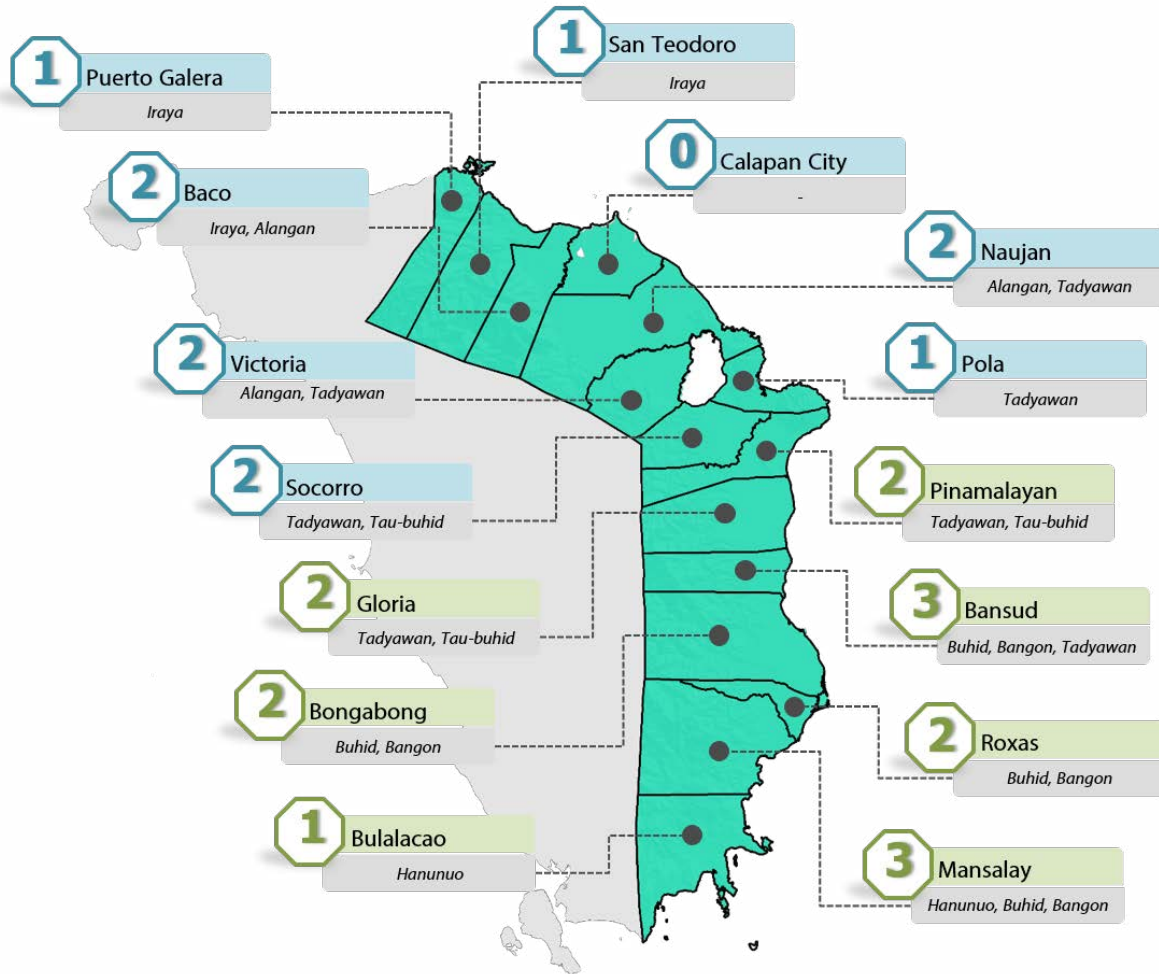 1
San Teodoro
Iraya
1
Puerto Galera
Iraya
0
Calapan City
-
2
Baco
Iraya, Alangan
2
Naujan
Alangan, Tadyawan
2
Victoria
Alangan, Tadyawan
1
Pola
Tadyawan
2
Socorro
Tadyawan, Tau-buhid
2
Pinamalayan
Tadyawan, Tau-buhid
2
Gloria
Tadyawan, Tau-buhid
3
Bansud
Buhid, Bangon, Tadyawan
2
Bongabong
Buhid, Bangon
2
Roxas
Buhid, Bangon
1
Bulalacao
Hanunuo
3
Mansalay
Hanunuo, Buhid, Bangon